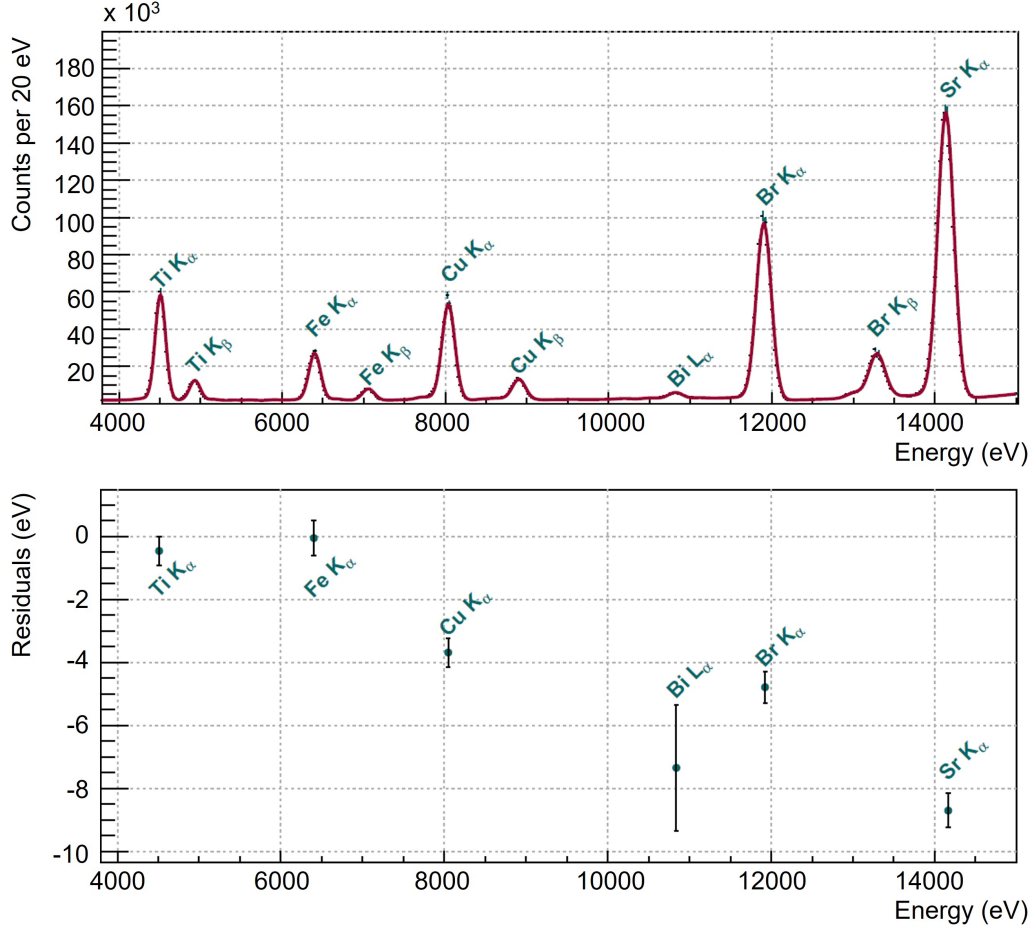 x 10³
Counts per 20 eV
180
160
140
120
100
80
60
40
20
Ti Kα
Ti Kβ
Fe Kα
Fe Kβ
Cu Kα
Cu Kβ
Bi Lα
Br Kα
Br Kβ
Sr Kα
4000 6000 8000 10000 12000 14000
Energy (eV)
Residuals (eV)
0
-2
-4
-6
-8
-10
Ti Kα
Fe Kα
Cu Kα
Bi Lα
Br Kα
Sr Kα
4000 6000 8000 10000 12000 14000
Energy (eV)